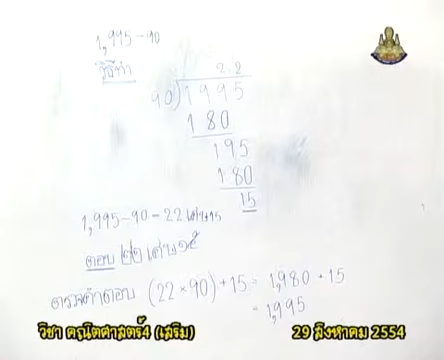 1,995-90
วิธีทำ
22
90)1995
180
195
180
15
1,995-90-22 เศษ 15
ตอบ ๒๒ เศษ ๑๕
ตรวจคำตอบ (22×90)+15 = 1,980+15
= 1,995
วิชา คณิตศาสตร์4 (เสริม) 29 สิงหาคม 2554